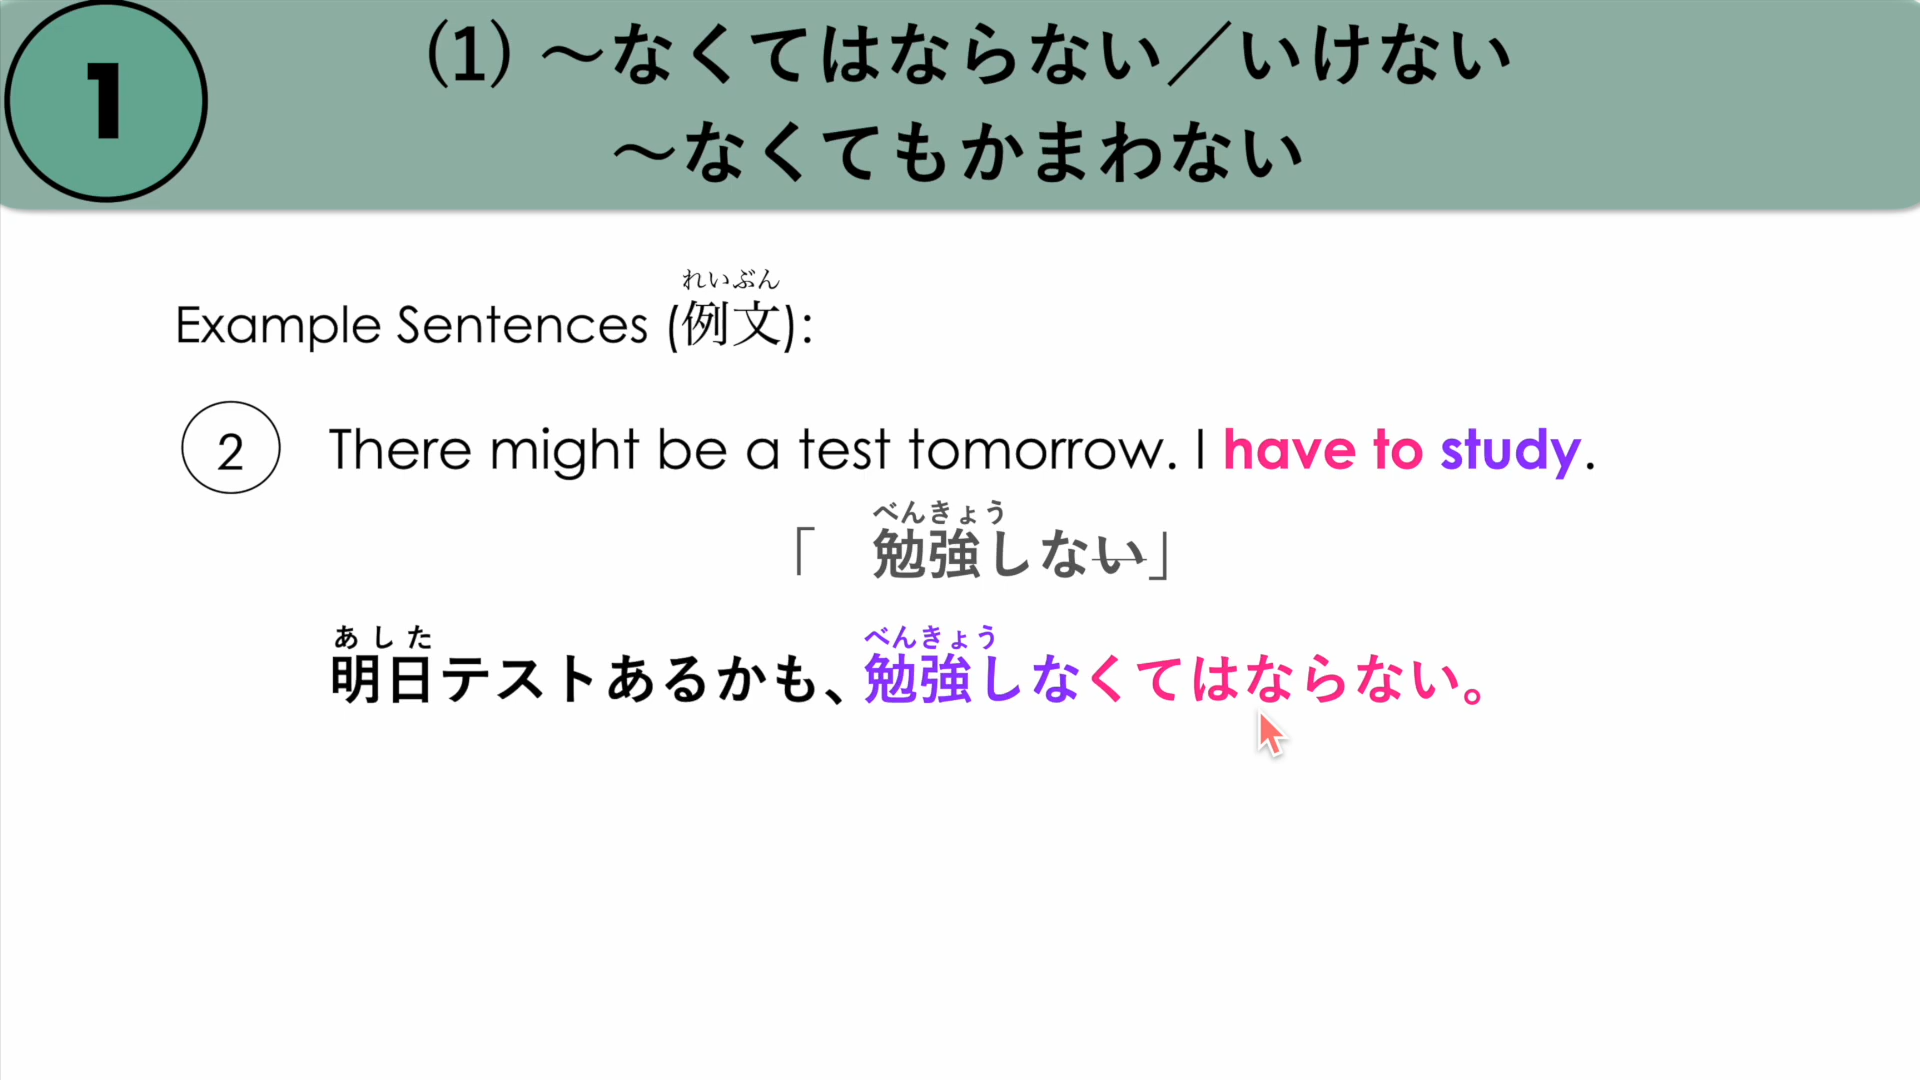 1
(1) ～なくてはならない／いけない
～なくてもかまわない
れいぶん
Example Sentences (例文):
2 There might be a test tomorrow. I have to study.
べんきょう
「 勉強しない」
あした べんきょう
明日テストあるかも、勉強しなくてはならない。